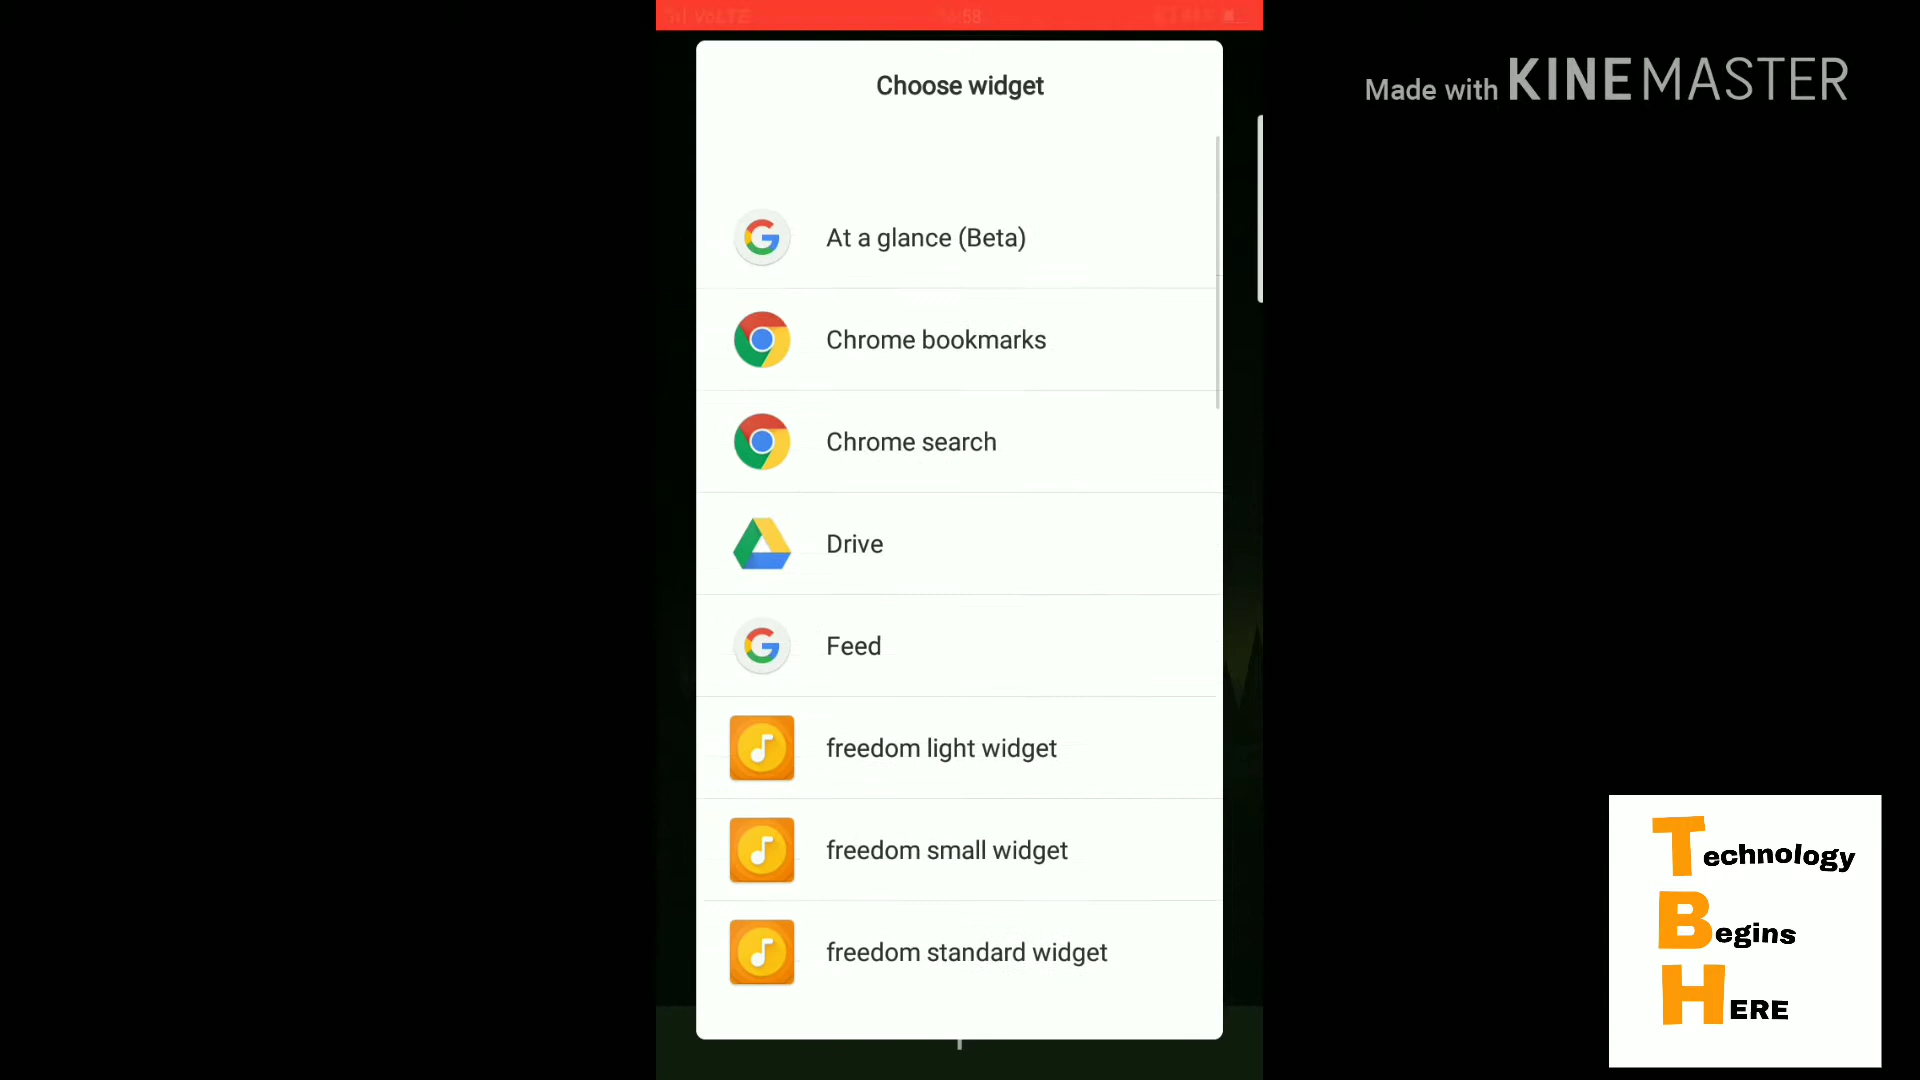 VoLTE
Choose widget
Made with KINEMASTER
At a glance (Beta)
Chrome bookmarks
Chrome search
Drive
Feed
freedom light widget
freedom small widget
freedom standard widget
Technology
Begins
HERE